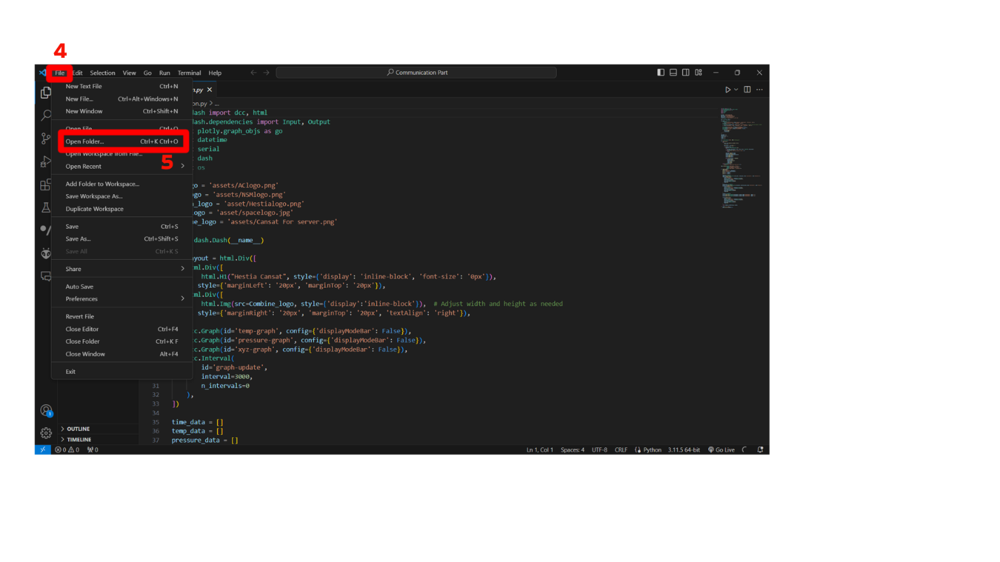 4
File Edit Selection View Go Run Terminal Help
Communication Part
New Text File Ctrl+N
New File... Ctrl+Alt+Windows+N
New Window Ctrl+Shift+N
Open File... Ctrl+O
Open Folder... Ctrl+K Ctrl+O
Open Workspace from File...
5
Open Recent
Add Folder to Workspace...
Save Workspace As...
Duplicate Workspace
Save Ctrl+S
Save As... Ctrl+Shift+S
Save All Ctrl+K S
Share
Auto Save
Preferences
Revert File
Close Editor Ctrl+F4
Close Folder Ctrl+K F
Close Window Alt+F4
Exit
OUTLINE
TIMELINE
n.py
on.py > ...
dash import dcc, html
dash.dependencies import Input, Output
plotly.graph_objs as go
datetime
serial
dash
os
go = 'assets/AClogo.png'
ogo = 'assets/NSMlogo.png'
_logo = 'asset/Hestialogo.png'
ogo = 'asset/spacelogo.jpg'
e_logo = 'assets/Cansat For server.png'
dash.Dash(__name__)
yout = html.Div([
ml.Div([
html.H1("Hestia Cansat", style={'display': 'inline-block', 'font-size': '0px'}),
style={'marginLeft': '20px', 'marginTop': '20px'}),
ml.Div([
html.Img(src=Combine_logo, style={'display':'inline-block'}), # Adjust width and height as needed
style={'marginRight': '20px', 'marginTop': '20px', 'textAlign': 'right'}),
c.Graph(id='temp-graph', config={'displayModeBar': False}),
c.Graph(id='pressure-graph', config={'displayModeBar': False}),
c.Graph(id='xyz-graph', config={'displayModeBar': False}),
c.Interval(
id='graph-update',
interval=3000,
31 n_intervals=0
32 ),
33 ])
34
35 time_data = []
36 temp_data = []
37 pressure_data = []
1
0 0 0
Ln 1, Col 1 Spaces: 4 UTF-8 CRLF Python 3.11.5 64-bit Go Live